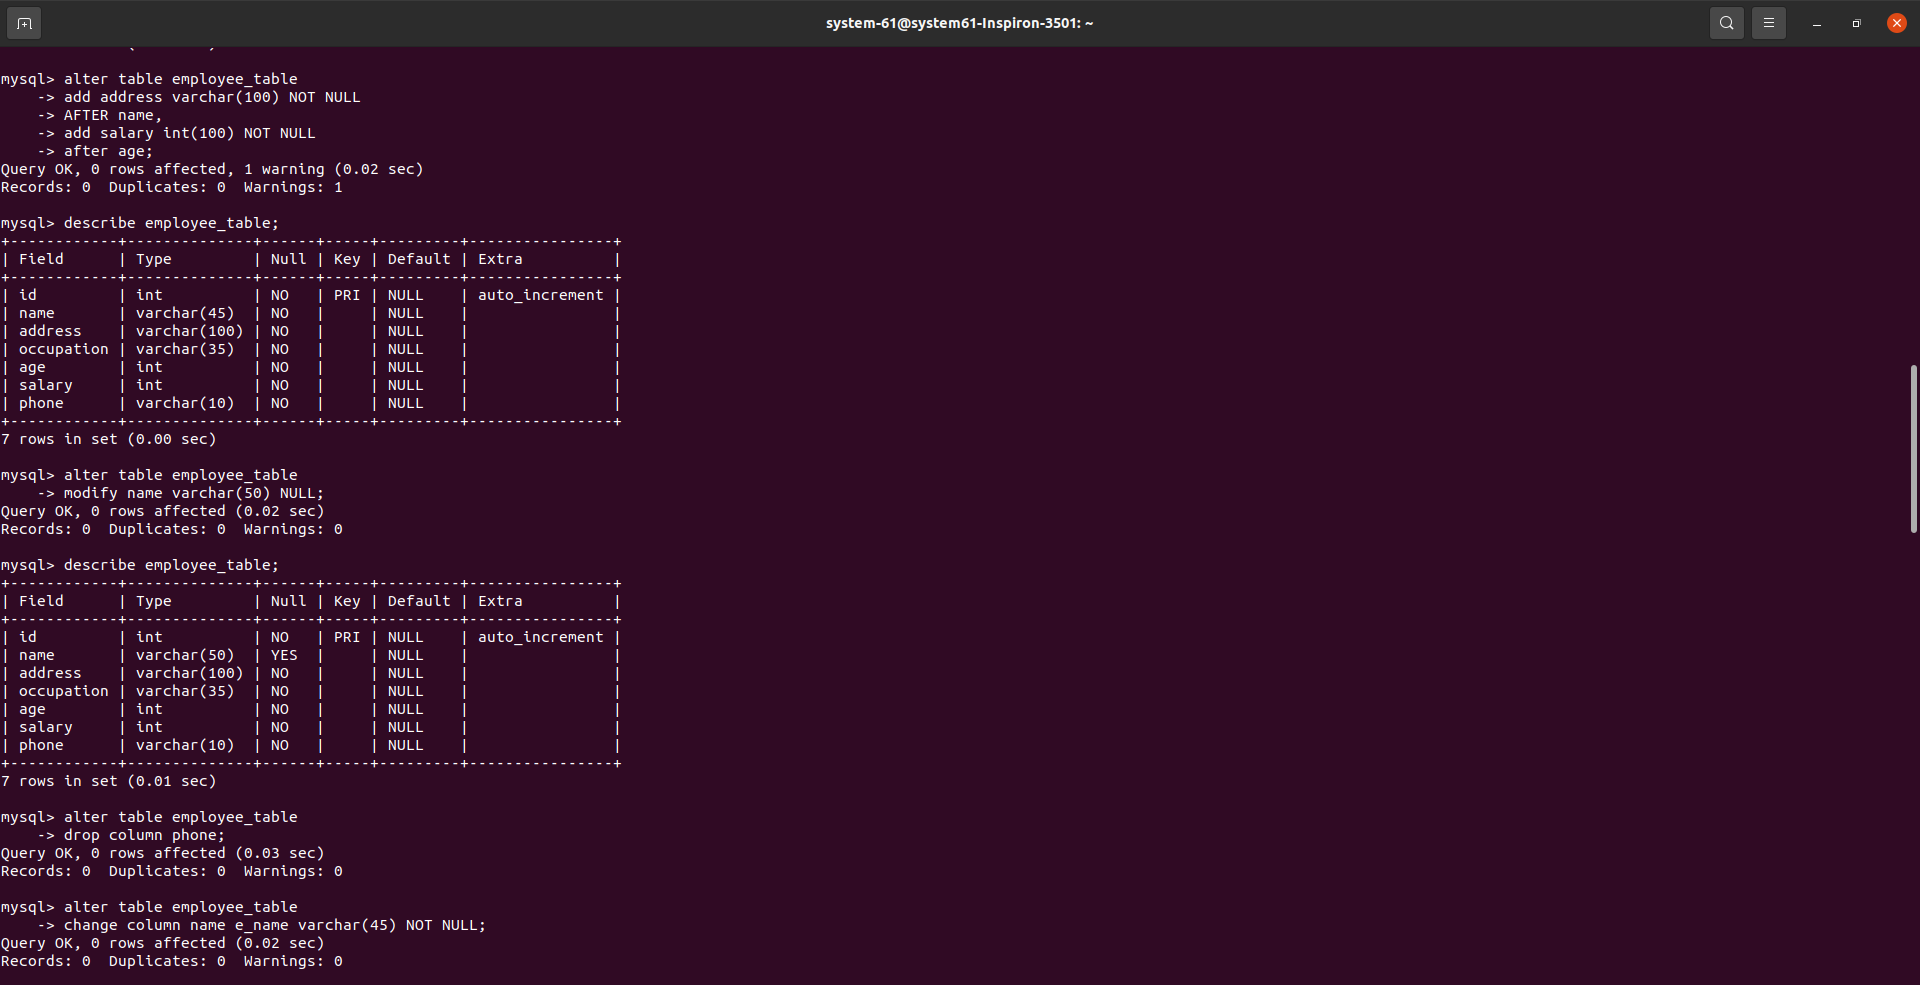 system-61@system61-Inspiron-3501: ~
mysql> alter table employee_table
    -> add address varchar(100) NOT NULL
    -> AFTER name,
    -> add salary int(100) NOT NULL
    -> after age;
Query OK, 0 rows affected, 1 warning (0.02 sec)
Records: 0  Duplicates: 0  Warnings: 1

mysql> describe employee_table;
+------------+--------------+------+-----+---------+----------------+
| Field      | Type         | Null | Key | Default | Extra          |
+------------+--------------+------+-----+---------+----------------+
| id         | int          | NO   | PRI | NULL    | auto_increment |
| name       | varchar(45)  | NO   |     | NULL    |                |
| address    | varchar(100) | NO   |     | NULL    |                |
| occupation | varchar(35)  | NO   |     | NULL    |                |
| age        | int          | NO   |     | NULL    |                |
| salary     | int          | NO   |     | NULL    |                |
| phone      | varchar(10)  | NO   |     | NULL    |                |
+------------+--------------+------+-----+---------+----------------+
7 rows in set (0.00 sec)

mysql> alter table employee_table
    -> modify name varchar(50) NULL;
Query OK, 0 rows affected (0.02 sec)
Records: 0  Duplicates: 0  Warnings: 0

mysql> describe employee_table;
+------------+--------------+------+-----+---------+----------------+
| Field      | Type         | Null | Key | Default | Extra          |
+------------+--------------+------+-----+---------+----------------+
| id         | int          | NO   | PRI | NULL    | auto_increment |
| name       | varchar(50)  | YES  |     | NULL    |                |
| address    | varchar(100) | NO   |     | NULL    |                |
| occupation | varchar(35)  | NO   |     | NULL    |                |
| age        | int          | NO   |     | NULL    |                |
| salary     | int          | NO   |     | NULL    |                |
| phone      | varchar(10)  | NO   |     | NULL    |                |
+------------+--------------+------+-----+---------+----------------+
7 rows in set (0.01 sec)

mysql> alter table employee_table
    -> drop column phone;
Query OK, 0 rows affected (0.03 sec)
Records: 0  Duplicates: 0  Warnings: 0

mysql> alter table employee_table
    -> change column name e_name varchar(45) NOT NULL;
Query OK, 0 rows affected (0.02 sec)
Records: 0  Duplicates: 0  Warnings: 0